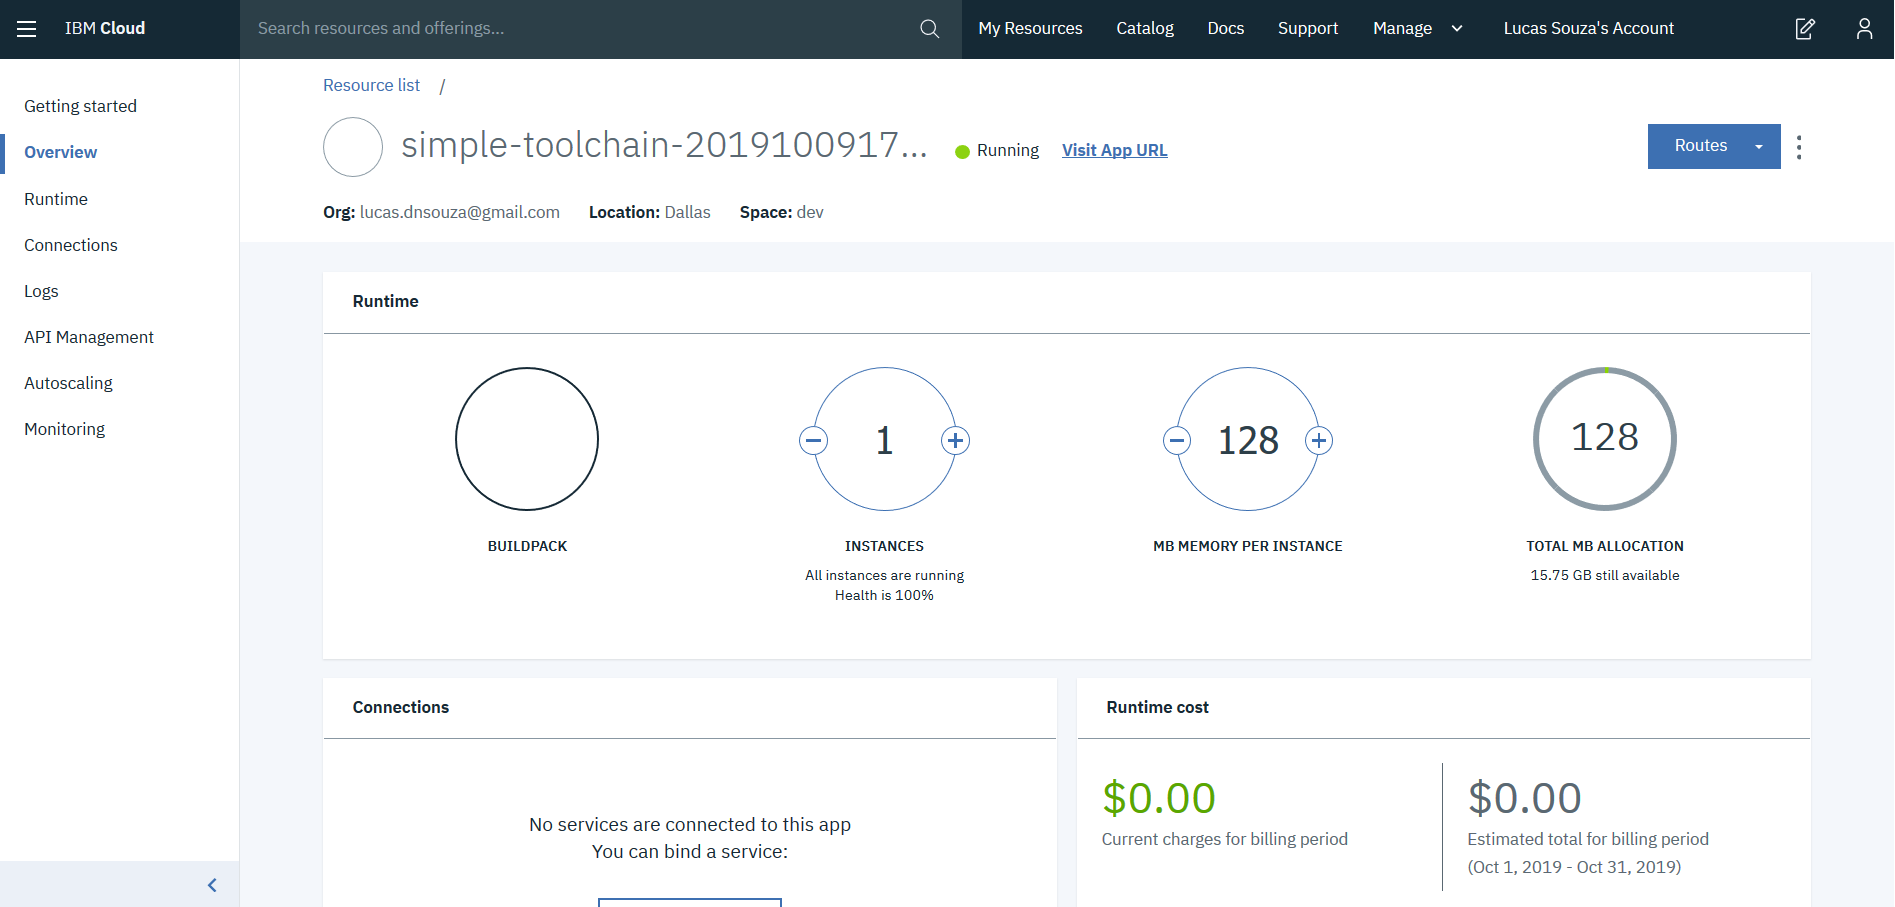 IBM Cloud
Search resources and offerings...
My Resources
Catalog
Docs
Support
Manage
Lucas Souza's Account
Getting started
Overview
Runtime
Connections
Logs
API Management
Autoscaling
Monitoring
Resource list /
simple-toolchain-2019100917...
Running
Visit App URL
Routes
Org: lucas.dnsouza@gmail.com
Location: Dallas
Space: dev
Runtime
BUILDPACK
1
INSTANCES
All instances are running
Health is 100%
128
MB MEMORY PER INSTANCE
128
TOTAL MB ALLOCATION
15.75 GB still available
Connections
No services are connected to this app
You can bind a service:
Runtime cost
$0.00
Current charges for billing period
$0.00
Estimated total for billing period
(Oct 1, 2019 - Oct 31, 2019)